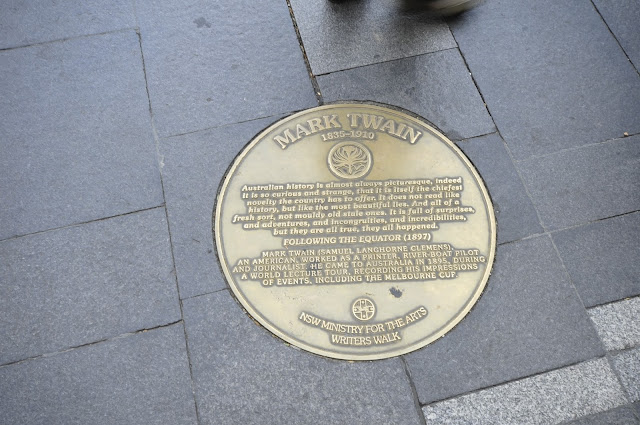 MARK TWAIN
1835-1910
Australian history is almost always picturesque, indeed
it is so curious and strange, that it is itself the chiefest
novelty the country has to offer. It does not read like
history, but like the most beautiful lies. And all of a
fresh sort, not mouldy old stale ones. It is full of surprises,
and adventures, and incongruities, and incredibilities,
but they are all true, they all happened.
FOLLOWING THE EQUATOR (1897)
MARK TWAIN (SAMUEL LANGHORNE CLEMENS),
AN AMERICAN, WORKED AS A PRINTER, RIVER-BOAT PILOT
AND JOURNALIST. HE CAME TO AUSTRALIA IN 1895, DURING
A WORLD LECTURE TOUR, RECORDING HIS IMPRESSIONS
OF EVENTS, INCLUDING THE MELBOURNE CUP.
NSW MINISTRY FOR THE ARTS
WRITERS WALK